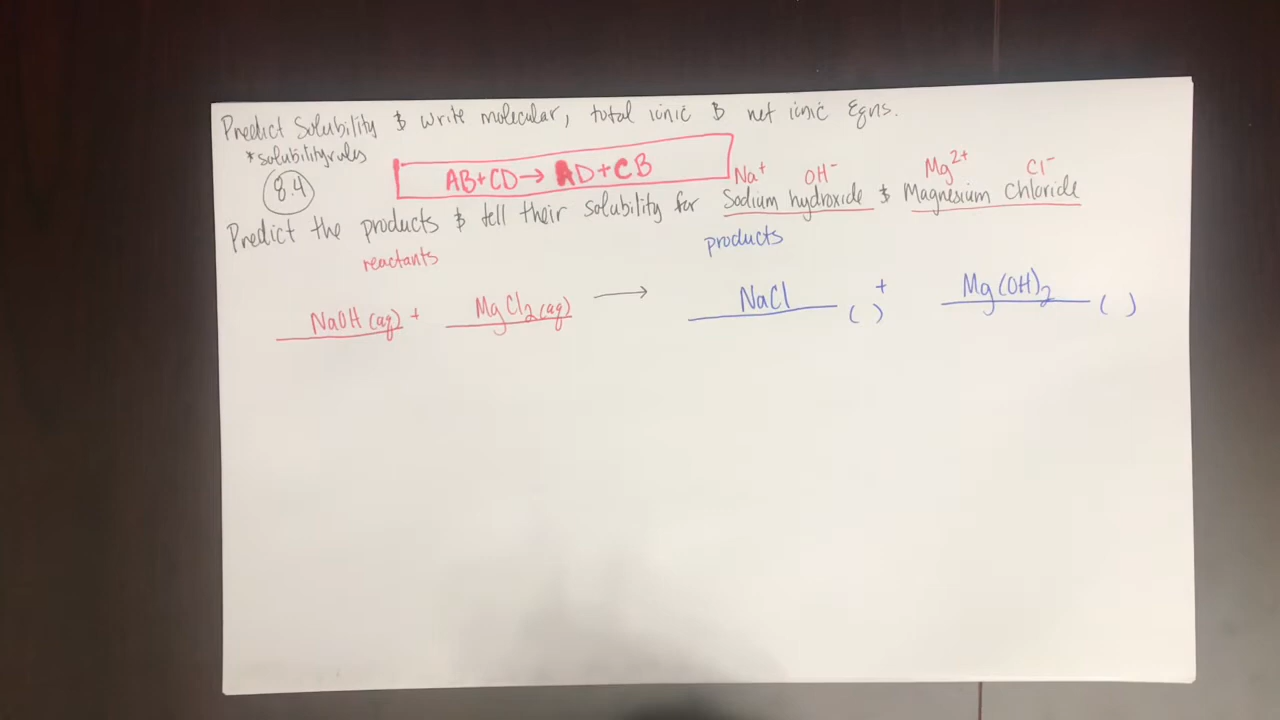 Predict Solubility & write molecular, total ionic & net ionic Eqns.
*solubility rules
8.4
AB+CD→ AD+CB
Na⁺ OH⁻ Mg²⁺ Cl⁻
Predict the products & tell their solubility for Sodium hydroxide & Magnesium Chloride
reactants products
NaOH (aq) + MgCl₂(aq) → NaCl ( ) + Mg(OH)₂ ( )